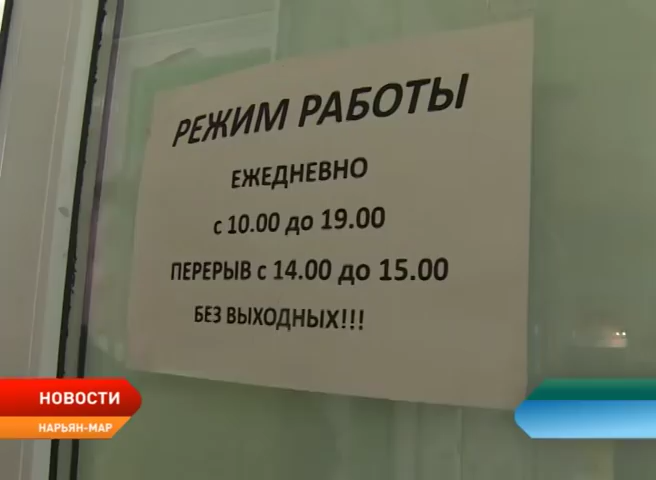 РЕЖИМ РАБОТЫ
ЕЖЕДНЕВНО
с 10.00 до 19.00
ПЕРЕРЫВ с 14.00 до 15.00
БЕЗ ВЫХОДНЫХ!!!
НОВОСТИ
НАРЬЯН-МАР